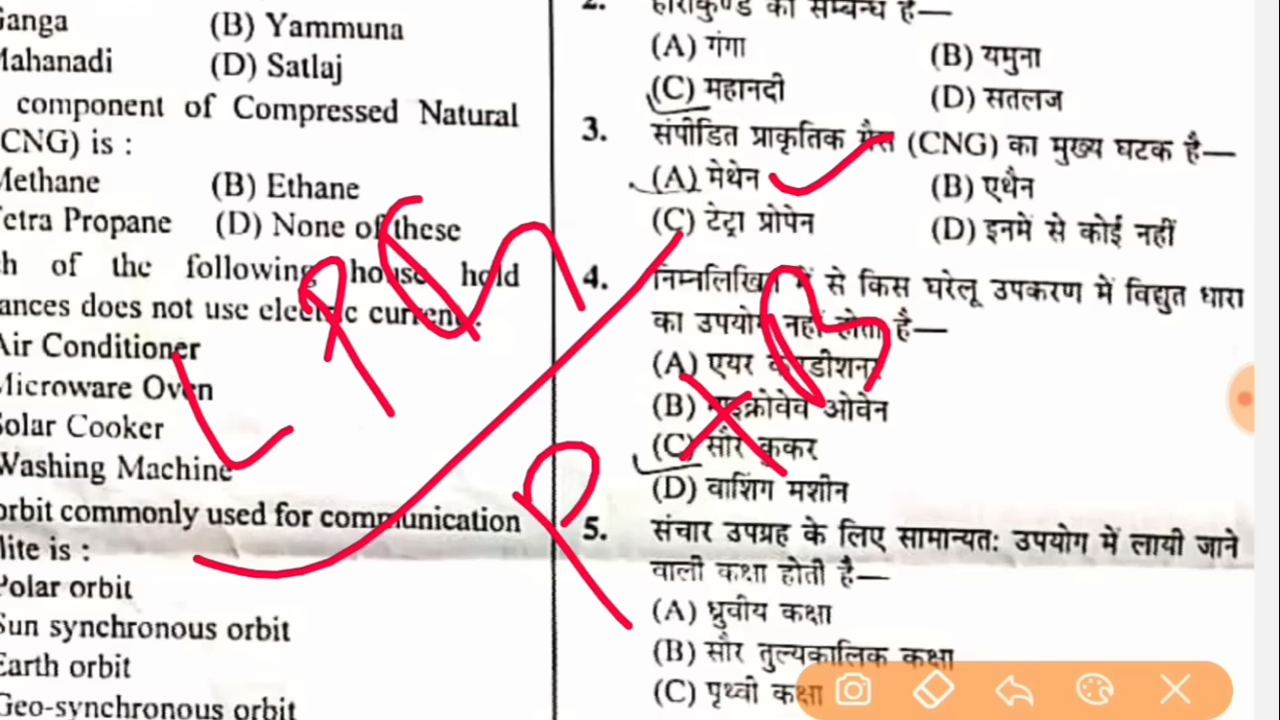 Ganga (B) Yammuna
Mahanadi (D) Satlaj
component of Compressed Natural
(CNG) is :
Methane (B) Ethane
Tetra Propane (D) None of these
of the following house hold
does not use electric current.
Air Conditioner
Microware Oven
Solar Cooker
Washing Machine
orbit commonly used for communication
is :
Polar orbit
Sun synchronous orbit
Earth orbit
Geo-synchronous orbit
2. हीराकुण्ड का सम्बन्ध है—
(A) गंगा (B) यमुना
(C) महानदी (D) सतलज
3. संपीडित प्राकृतिक गैस (CNG) का मुख्य घटक है—
(A) मेथेन (B) एथैन
(C) टेट्रा प्रोपेन (D) इनमें से कोई नहीं
4. निम्नलिखित में से किस घरेलू उपकरण में विद्युत धारा
का उपयोग नहीं होता है—
(A) एयर कण्डीशनर
(B) माइक्रोवेव ओवेन
(C) सौर कुकर
(D) वाशिंग मशीन
5. संचार उपग्रह के लिए सामान्यत: उपयोग में लायी जाने
वाली कक्षा होती है—
(A) ध्रुवीय कक्षा
(B) सौर तुल्यकालिक कक्षा
(C) पृथ्वी कक्षा